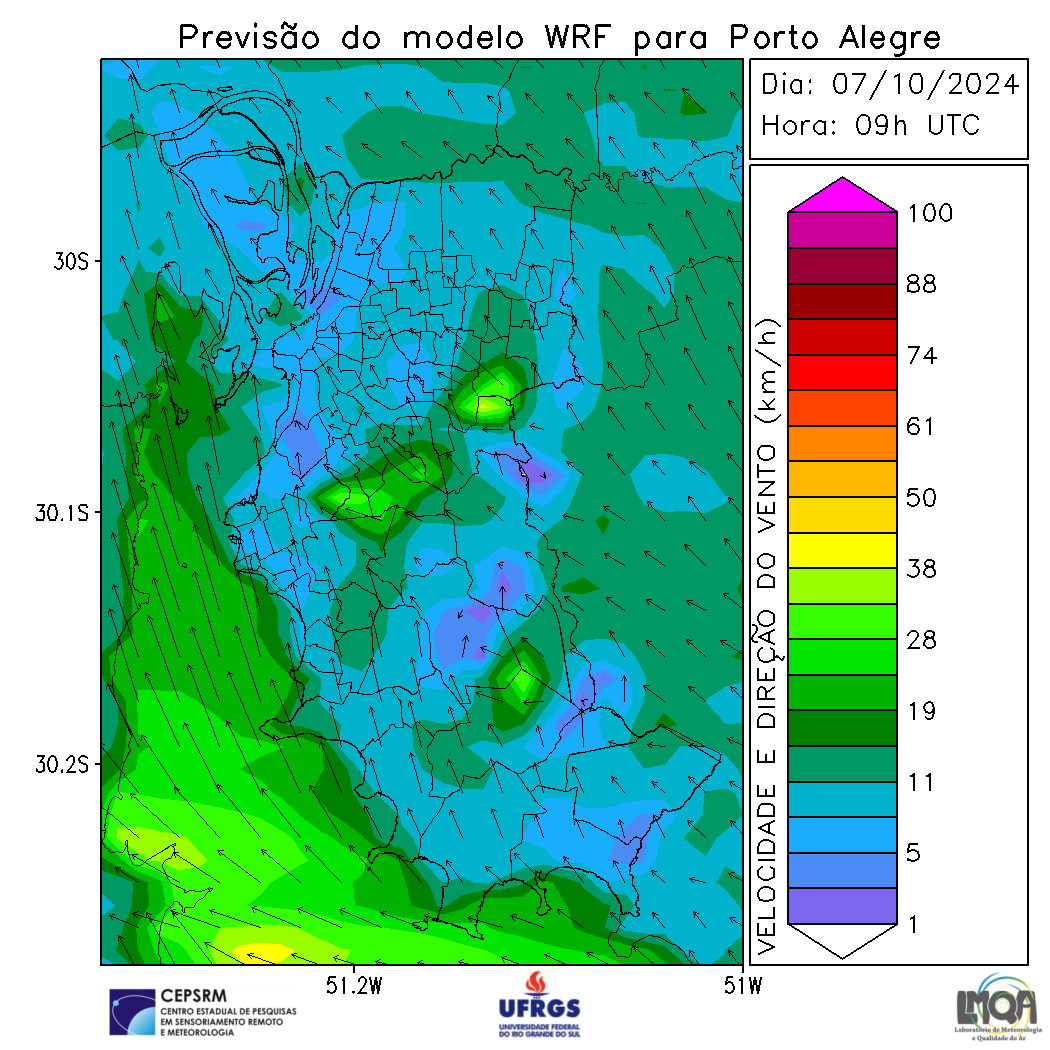 Previsão do modelo WRF para Porto Alegre
Dia: 07/10/2024
Hora: 09h UTC
30S
30.1S
30.2S
51.2W
51W
VELOCIDADE E DIREÇÃO DO VENTO (km/h)
100
88
74
61
50
38
28
19
11
5
1
CEPSRM
CENTRO ESTADUAL DE PESQUISAS
EM SENSORIAMENTO REMOTO
E METEOROLOGIA
UFRGS
UNIVERSIDADE FEDERAL
DO RIO GRANDE DO SUL
LMQA
Laboratório de Meteorologia
e Qualidade do Ar